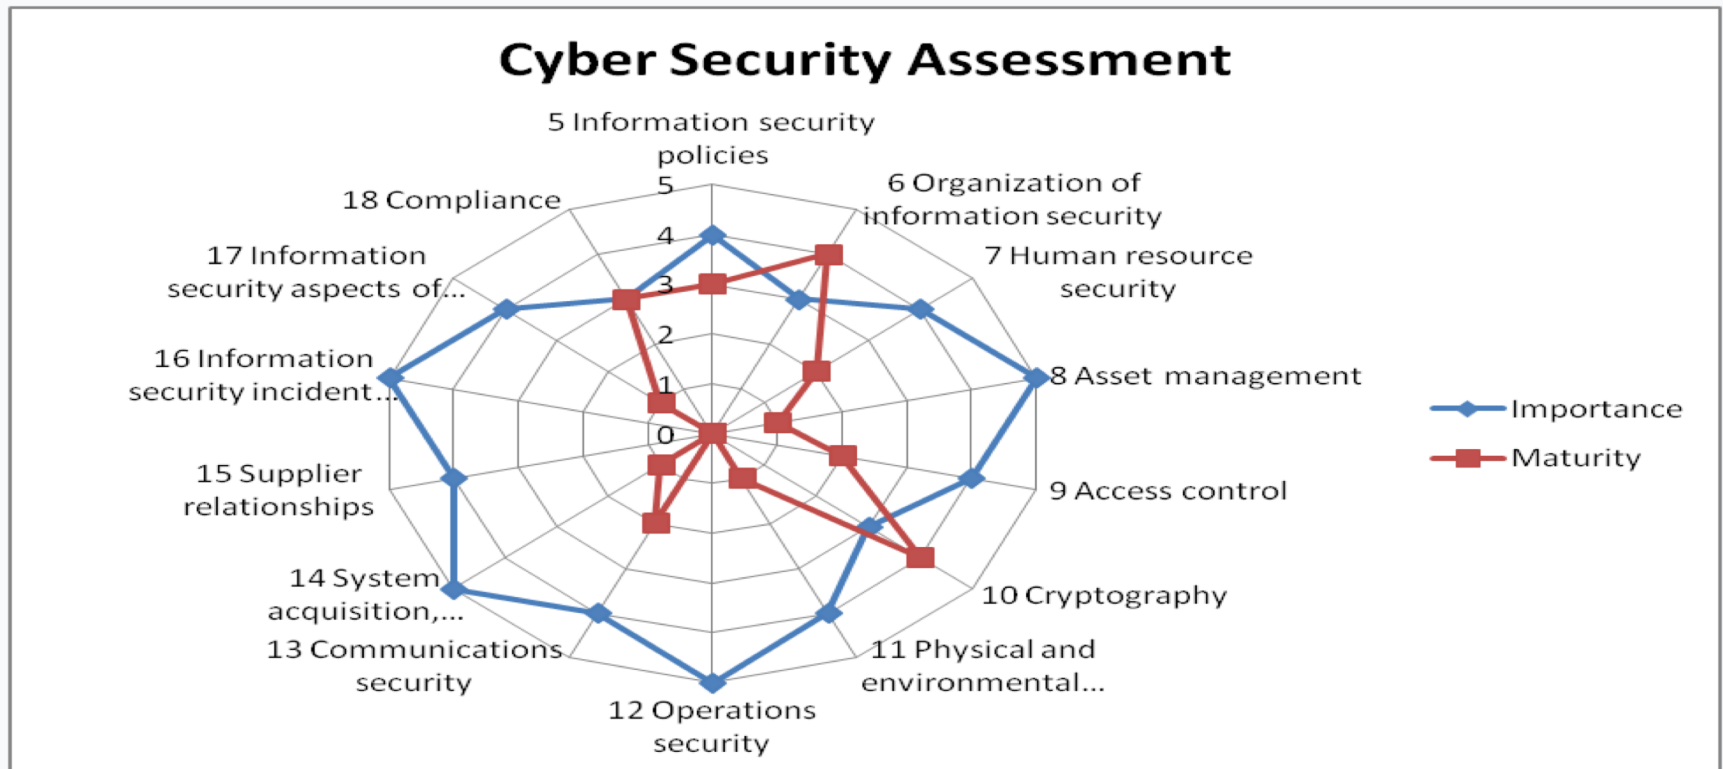 Cyber Security Assessment
5 Information security
policies
6 Organization of
information security
7 Human resource
security
8 Asset management
9 Access control
10 Cryptography
11 Physical and
environmental...
12 Operations
security
13 Communications
security
14 System
acquisition,...
15 Supplier
relationships
16 Information
security incident...
17 Information
security aspects of...
18 Compliance
5
4
3
2
1
0
Importance
Maturity